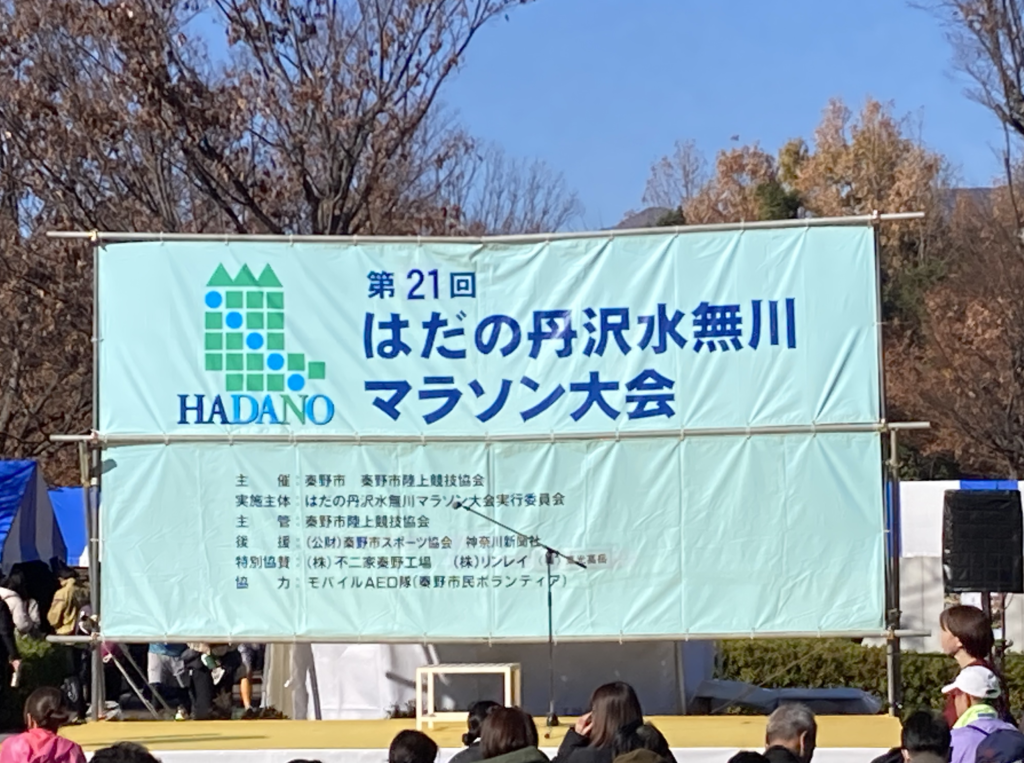 第21回
はだの丹沢水無川
マラソン大会
HADANO
主　催：秦野市　秦野市陸上競技協会
実施主体：はだの丹沢水無川マラソン大会実行委員会
主　管：秦野市陸上競技協会
後　援：(公財)秦野市スポーツ協会　神奈川新聞社
特別協賛：(株)不二家秦野工場　(株)リンレイ
協　力：モバイルAED隊(秦野市民ボランティア)